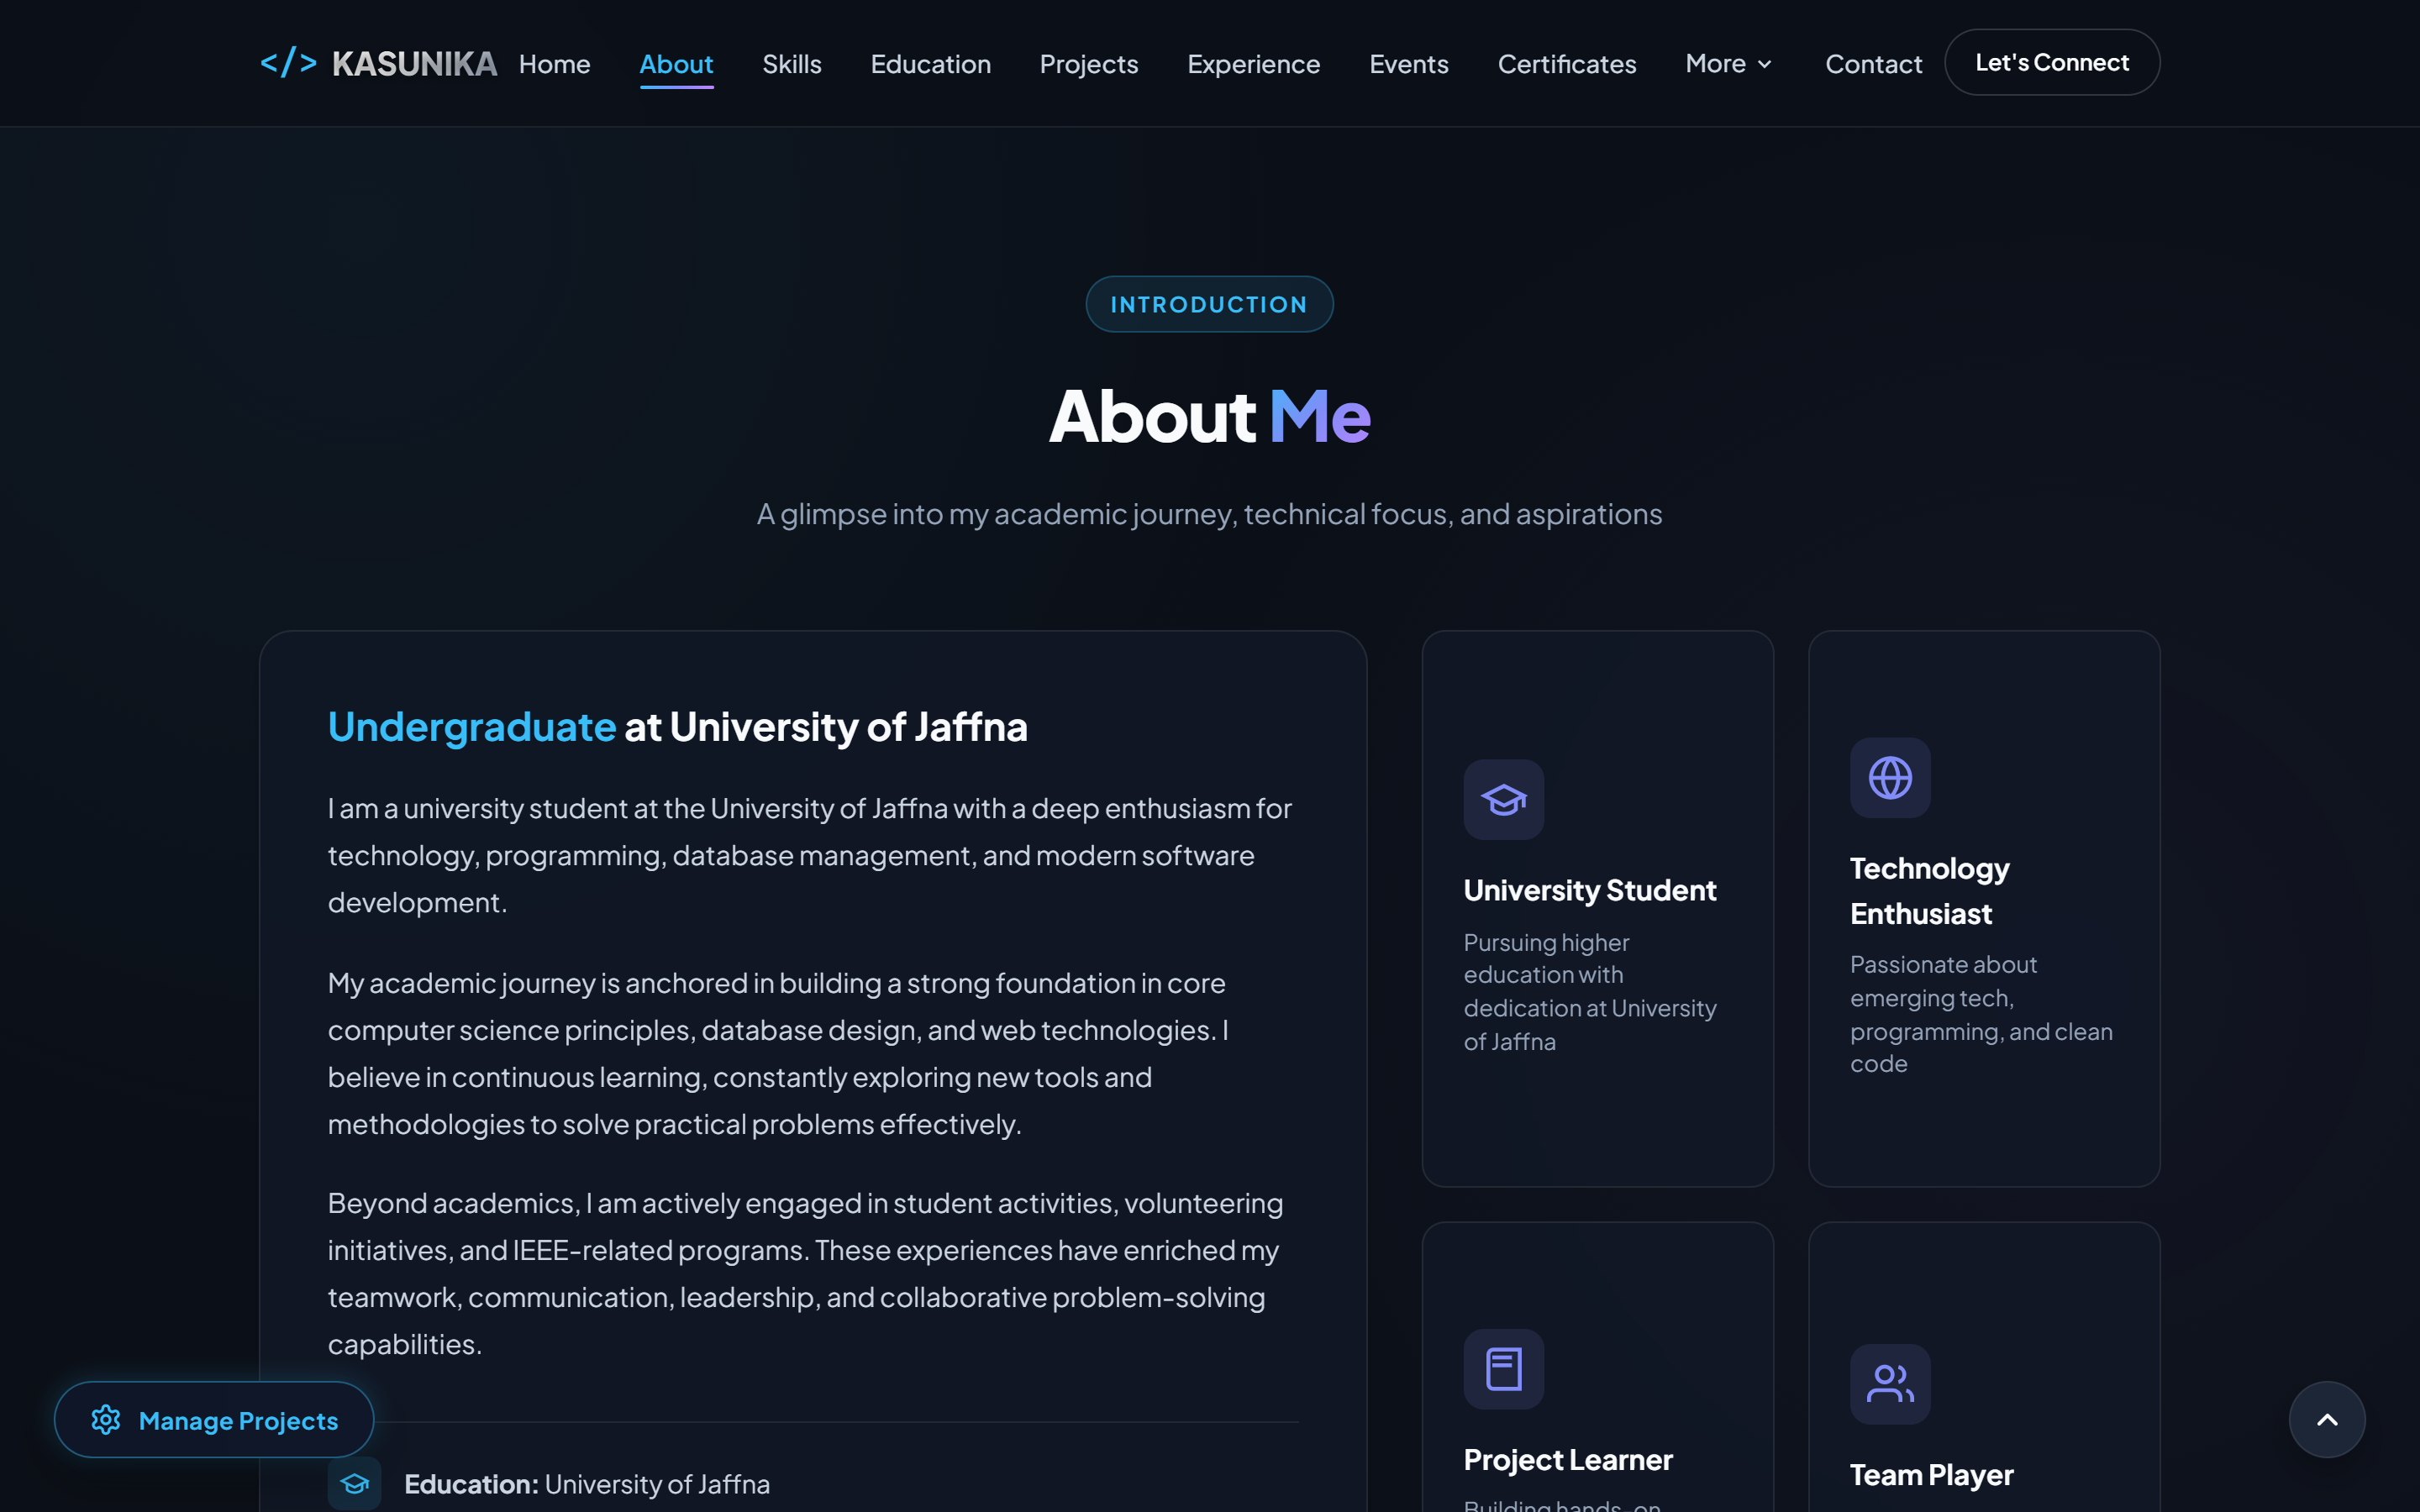 </> KASUNIKA Home About Skills Education Projects Experience Events Certificates More Contact Let's Connect
INTRODUCTION
About Me
A glimpse into my academic journey, technical focus, and aspirations
Undergraduate at University of Jaffna
I am a university student at the University of Jaffna with a deep enthusiasm for
technology, programming, database management, and modern software
development.
My academic journey is anchored in building a strong foundation in core
computer science principles, database design, and web technologies. I
believe in continuous learning, constantly exploring new tools and
methodologies to solve practical problems effectively.
Beyond academics, I am actively engaged in student activities, volunteering
initiatives, and IEEE-related programs. These experiences have enriched my
teamwork, communication, leadership, and collaborative problem-solving
capabilities.
Manage Projects
Education: University of Jaffna
University Student
Pursuing higher
education with
dedication at University
of Jaffna
Technology
Enthusiast
Passionate about
emerging tech,
programming, and clean
code
Project Learner
Building hands-on
Team Player